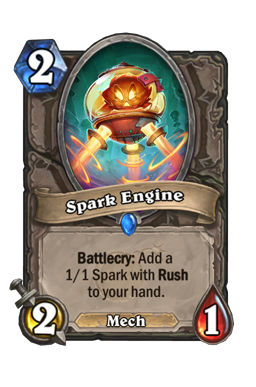 2
Spark Engine
Battlecry: Add a
1/1 Spark with Rush
to your hand.
2
Mech
1